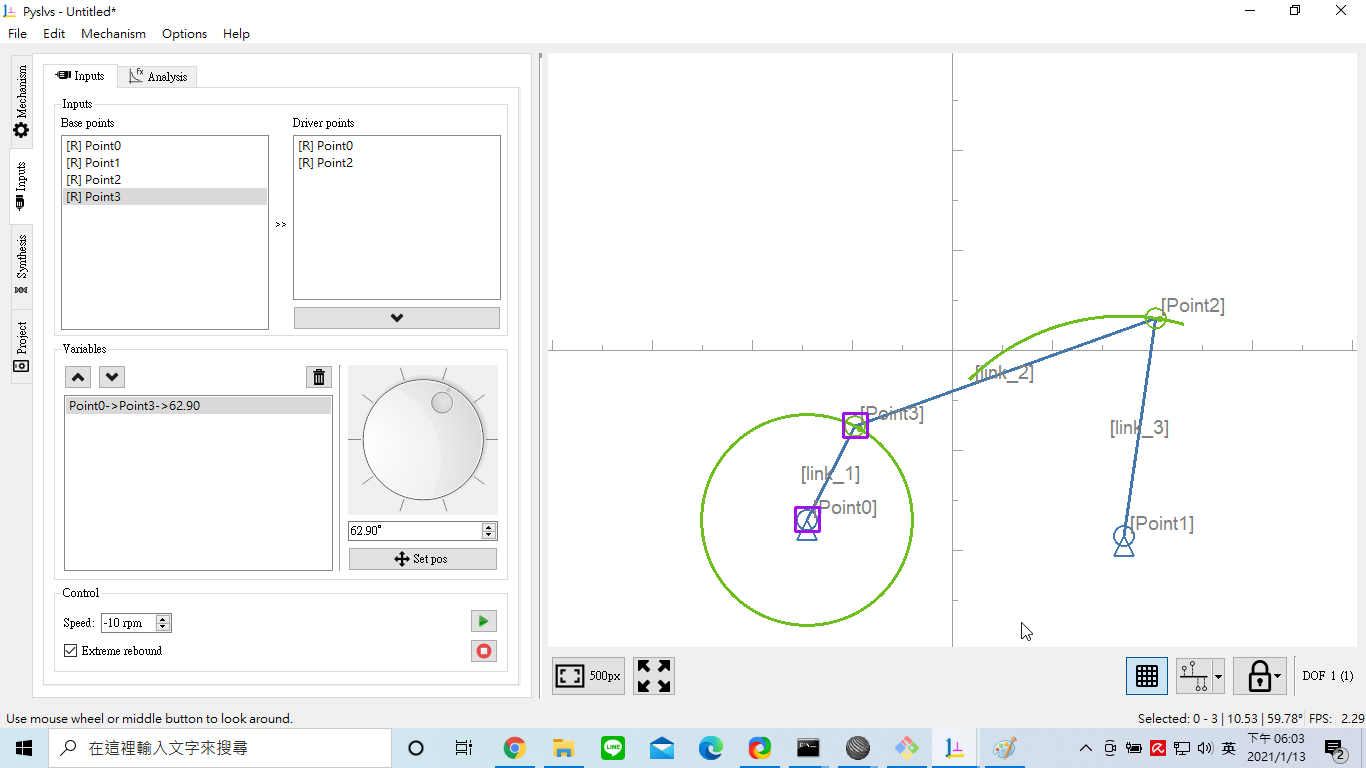 Pyslvs - Untitled*
File Edit Mechanism Options Help
Mechanism
Inputs
Synthesis
Project
Inputs
fx Analysis
Inputs
Base points
Driver points
[R] Point0
[R] Point1
[R] Point2
[R] Point3
>>
[R] Point0
[R] Point2
Variables
Point0->Point3->62.90
62.90°
Set pos
Control
Speed: -10 rpm
Extreme rebound
[Point2]
[link_2]
[Point3]
[link_3]
[link_1]
[Point0]
[Point1]
500px
DOF 1 (1)
Use mouse wheel or middle button to look around.
Selected: 0 - 3 | 10.53 | 59.78° FPS: 2.29
在這裡輸入文字來搜尋
LINE
英
下午 06:03
2021/1/13
2